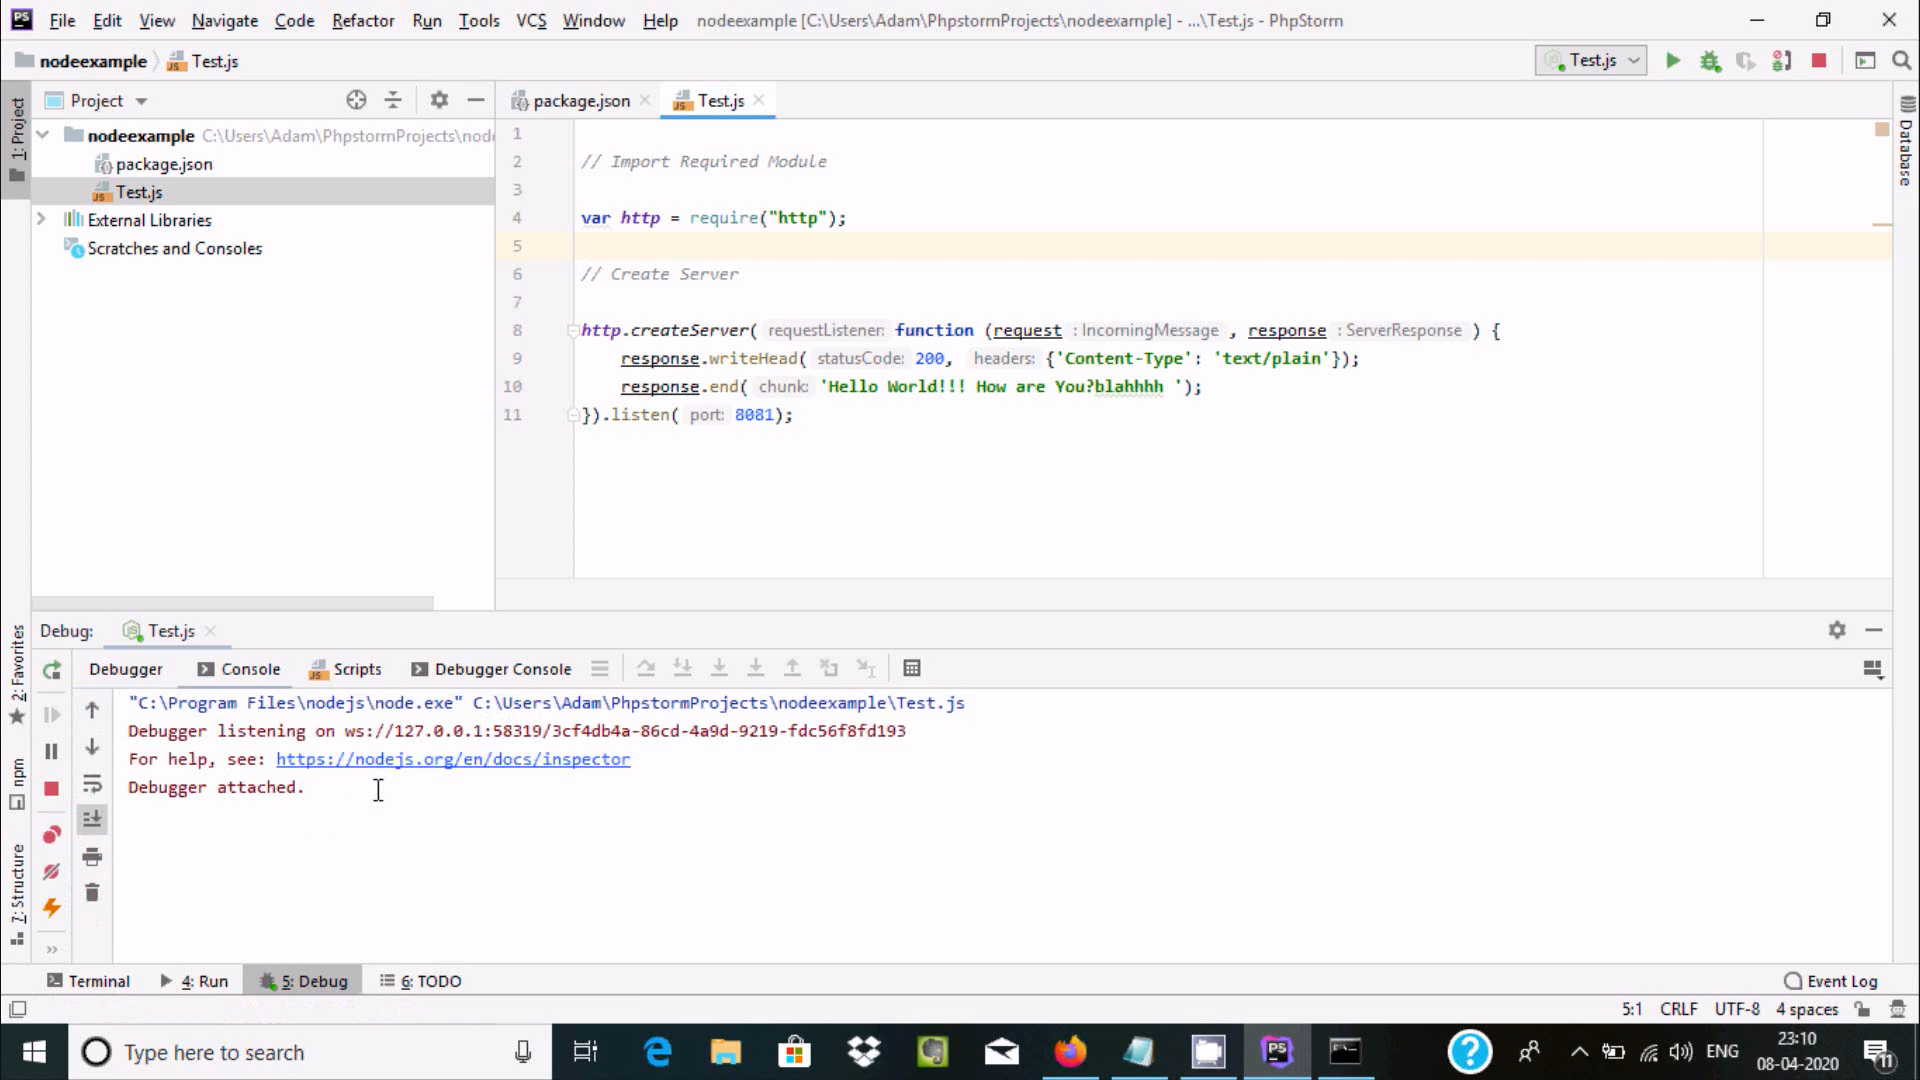 PS File Edit View Navigate Code Refactor Run Tools VCS Window Help nodeexample [C:\Users\Adam\PhpstormProjects\nodeexample] - ...\Test.js - PhpStorm
nodeexample Test.js Test.js
1: Project
Project
package.json Test.js
nodeexample C:\Users\Adam\PhpstormProjects\node
package.json
Test.js
External Libraries
Scratches and Consoles
1
2 // Import Required Module
3
4 var http = require("http");
5
6 // Create Server
7
8 http.createServer( requestListener: function (request : IncomingMessage , response : ServerResponse ) {
9 response.writeHead( statusCode: 200, headers: {'Content-Type': 'text/plain'});
10 response.end( chunk: 'Hello World!!! How are You?blahhhh ');
11 }).listen( port: 8081);
Database
Debug: Test.js
2: Favorites
npm
7: Structure
Debugger Console Scripts Debugger Console
"C:\Program Files\nodejs\node.exe" C:\Users\Adam\PhpstormProjects\nodeexample\Test.js
Debugger listening on ws://127.0.0.1:58319/3cf4db4a-86cd-4a9d-9219-fdc56f8fd193
For help, see: https://nodejs.org/en/docs/inspector
Debugger attached.
Terminal 4: Run 5: Debug 6: TODO Event Log
5:1 CRLF UTF-8 4 spaces
Type here to search PS ENG 23:10
08-04-2020 11